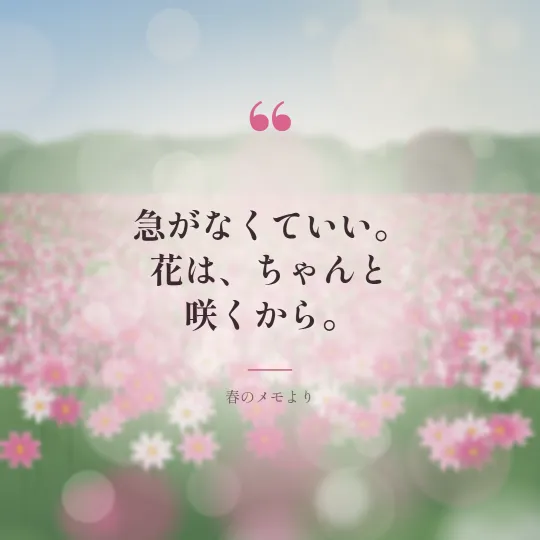 “
急がなくていい。
花は、ちゃんと
咲くから。
春のメモより